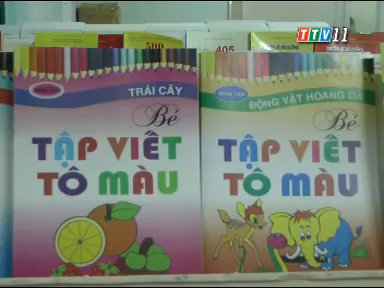 TTV11
500
405
TRÁI CÂY
Bé
TẬP VIẾT
TÔ MÀU
ĐỘNG VẬT HOANG DÃ
Bé
TẬP VIẾT
TÔ MÀU